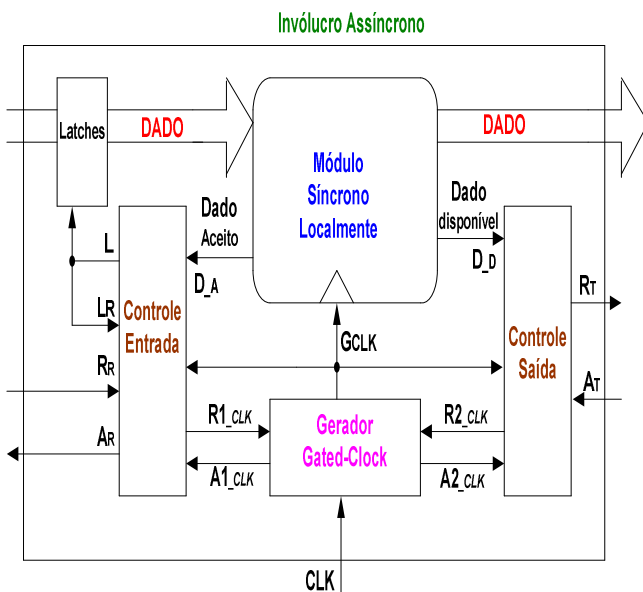 Invólucro Assíncrono
Latches
DADO
DADO
Módulo
Síncrono
Localmente
Dado
Aceito
D_A
Dado
disponível
D_D
L
LR
RR
AR
Controle
Entrada
Controle
Saída
RT
AT
GCLK
R1_CLK
A1_CLK
Gerador
Gated-Clock
R2_CLK
A2_CLK
CLK